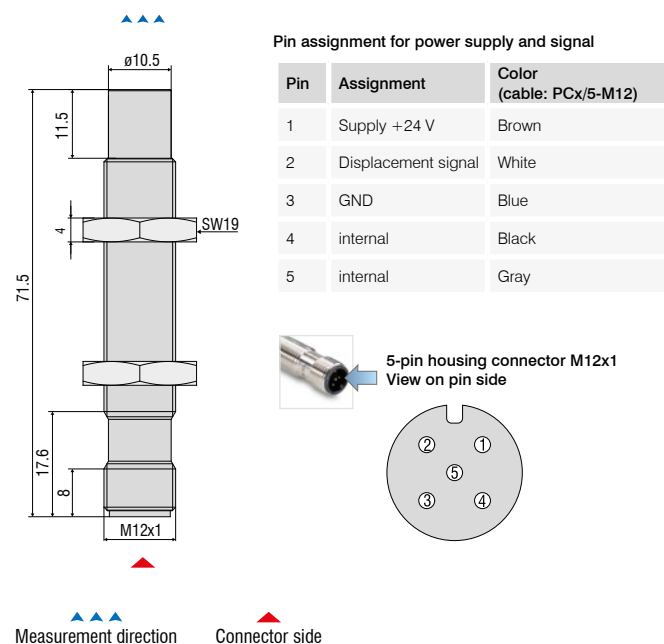 ø10.5
11.5
4
SW19
71.5
17.6
8
M12x1
Measurement direction
Connector side
Pin assignment for power supply and signal
Pin Assignment Color
(cable: PCx/5-M12)
1 Supply +24 V Brown
2 Displacement signal White
3 GND Blue
4 internal Black
5 internal Gray
5-pin housing connector M12x1
View on pin side
2 1
5
3 4